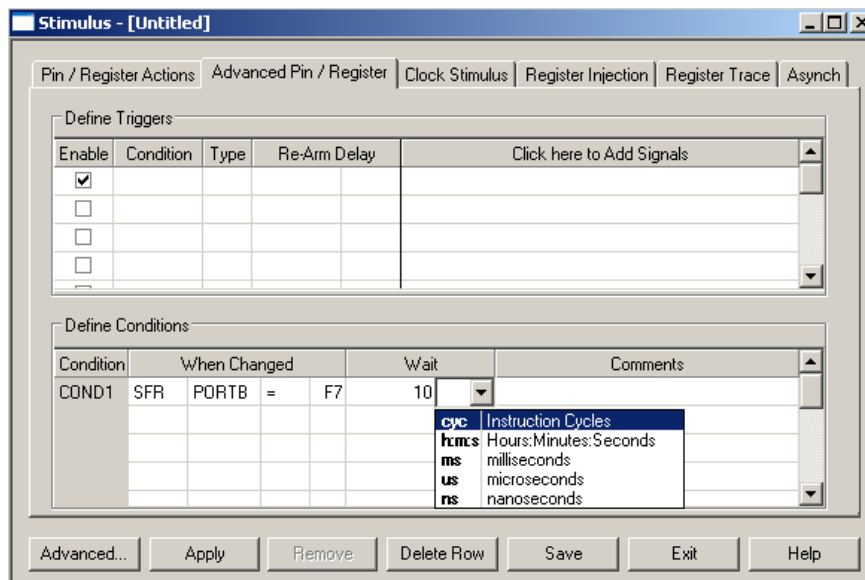 Stimulus - [Untitled]
Pin / Register Actions Advanced Pin / Register Clock Stimulus Register Injection Register Trace Asynch
Define Triggers
Enable Condition Type Re-Arm Delay Click here to Add Signals
Define Conditions
Condition When Changed Wait Comments
COND1 SFR PORTB = F7 10
cyc Instruction Cycles
h:m:s Hours:Minutes:Seconds
ms milliseconds
us microseconds
ns nanoseconds
Advanced... Apply Remove Delete Row Save Exit Help